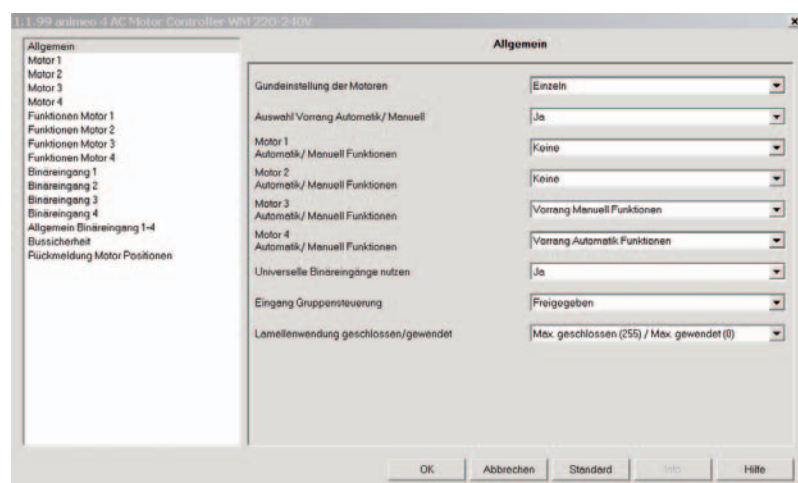 1.1.99 animeo 4 AC Motor Controller WM 220-240V
Allgemein
Motor 1
Motor 2
Motor 3
Motor 4
Funktionen Motor 1
Funktionen Motor 2
Funktionen Motor 3
Funktionen Motor 4
Binäreingang 1
Binäreingang 2
Binäreingang 3
Binäreingang 4
Allgemein Binäreingang 1-4
Bussicherheit
Rückmeldung Motor Positionen
Allgemein
Gundeinstellung der Motoren Einzeln
Auswahl Vorrang Automatik/ Manuell Ja
Motor 1
Automatik/ Manuell Funktionen Keine
Motor 2
Automatik/ Manuell Funktionen Keine
Motor 3
Automatik/ Manuell Funktionen Vorrang Manuell Funktionen
Motor 4
Automatik/ Manuell Funktionen Vorrang Automatik Funktionen
Universelle Binäreingänge nutzen Ja
Eingang Gruppensteuerung Freigegeben
Lamellenwendung geschlossen/gewendet Max. geschlossen (255) / Max. gewendet (0)
OK Abbrechen Standard Info Hilfe